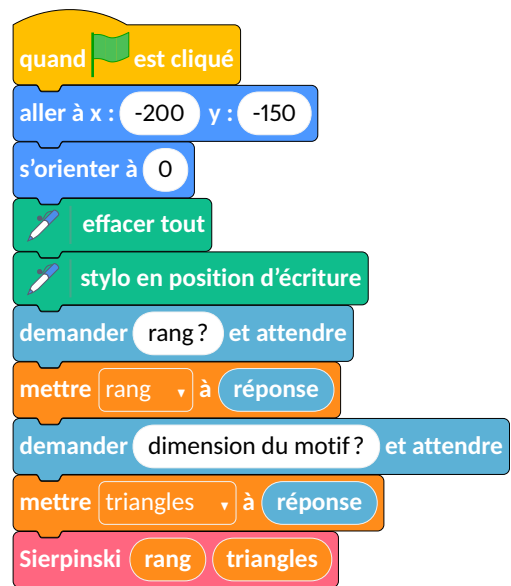 quand est cliqué
aller à x : -200 y : -150
s’orienter à 0
effacer tout
stylo en position d’écriture
demander rang ? et attendre
mettre rang à réponse
demander dimension du motif ? et attendre
mettre triangles à réponse
Sierpinski rang triangles